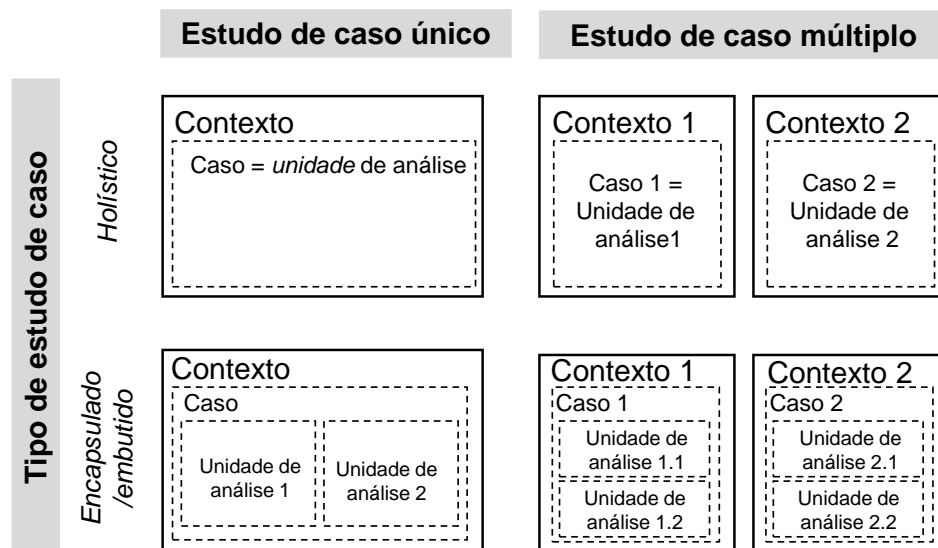 Estudo de caso único
Estudo de caso múltiplo
Tipo de estudo de caso
Holístico
Contexto
Caso = unidade de análise
Contexto 1
Caso 1 =
Unidade de
análise1
Contexto 2
Caso 2 =
Unidade de
análise 2
Encapsulado
/embutido
Contexto
Caso
Unidade de
análise 1
Unidade de
análise 2
Contexto 1
Caso 1
Unidade de
análise 1.1
Unidade de
análise 1.2
Contexto 2
Caso 2
Unidade de
análise 2.1
Unidade de
análise 2.2